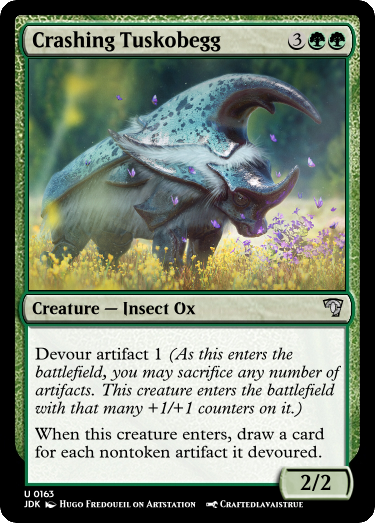 Crashing Tuskobegg 3
Creature — Insect Ox
Devour artifact 1 (As this enters the
battlefield, you may sacrifice any number of
artifacts. This creature enters the battlefield
with that many +1/+1 counters on it.)
When this creature enters, draw a card
for each nontoken artifact it devoured.
2/2
U 0163
JDK Hugo Fredoueil on Artstation Craftedlavaistrue